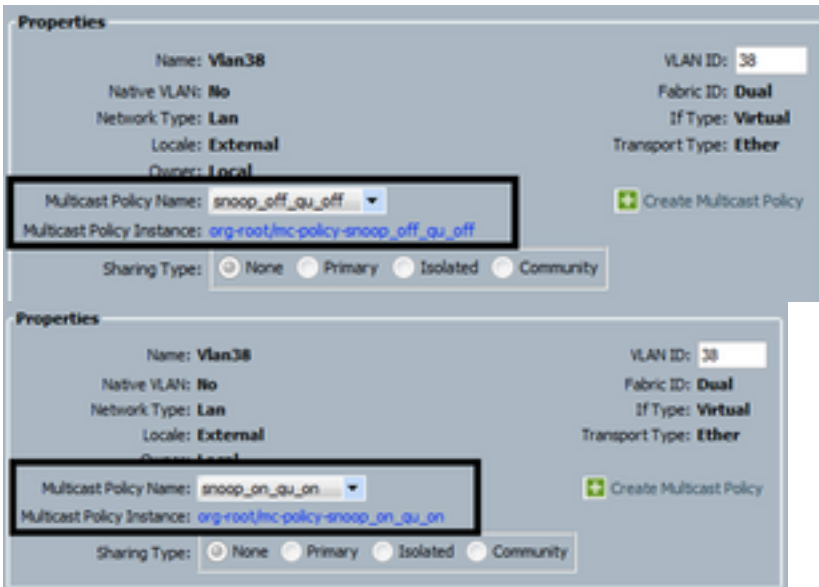 Properties
Name: Vlan38 VLAN ID: 38
Native VLAN: No Fabric ID: Dual
Network Type: Lan If Type: Virtual
Locale: External Transport Type: Ether
Owner: Local
Multicast Policy Name: snoop_off_qu_off Create Multicast Policy
Multicast Policy Instance: org-root/mc-policy-snoop_off_qu_off
Sharing Type: None Primary Isolated Community
Properties
Name: Vlan38 VLAN ID: 38
Native VLAN: No Fabric ID: Dual
Network Type: Lan If Type: Virtual
Locale: External Transport Type: Ether
Owner: Local
Multicast Policy Name: snoop_on_qu_on Create Multicast Policy
Multicast Policy Instance: org-root/mc-policy-snoop_on_qu_on
Sharing Type: None Primary Isolated Community